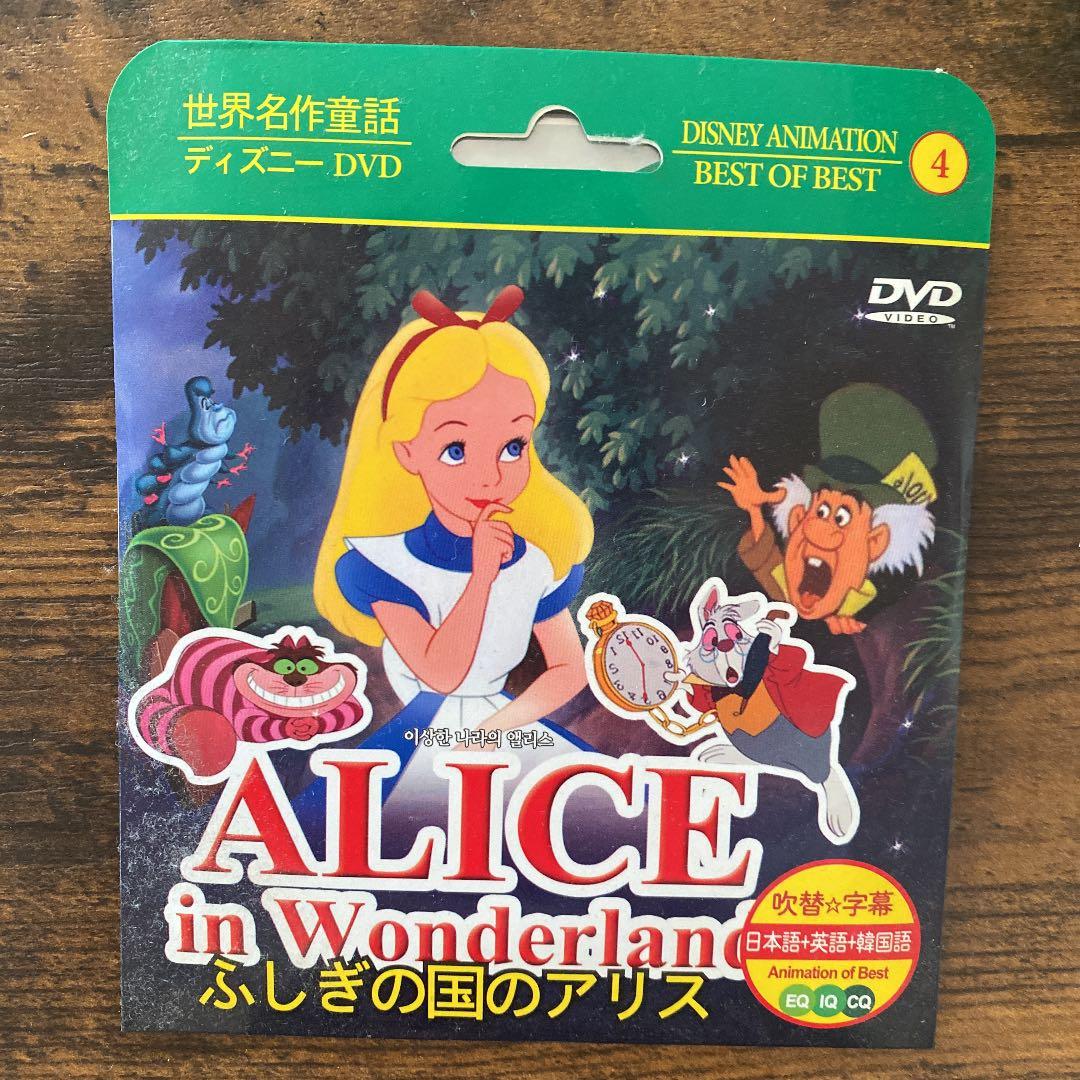 世界名作童話
ディズニー DVD
DISNEY ANIMATION
BEST OF BEST
4
DVD
VIDEO
TM
이상한 나라의 앨리스
ALICE
in Wonderland
ふしぎの国のアリス
吹替☆字幕
日本語+英語+韓国語
Animation of Best
EQ IQ CQ